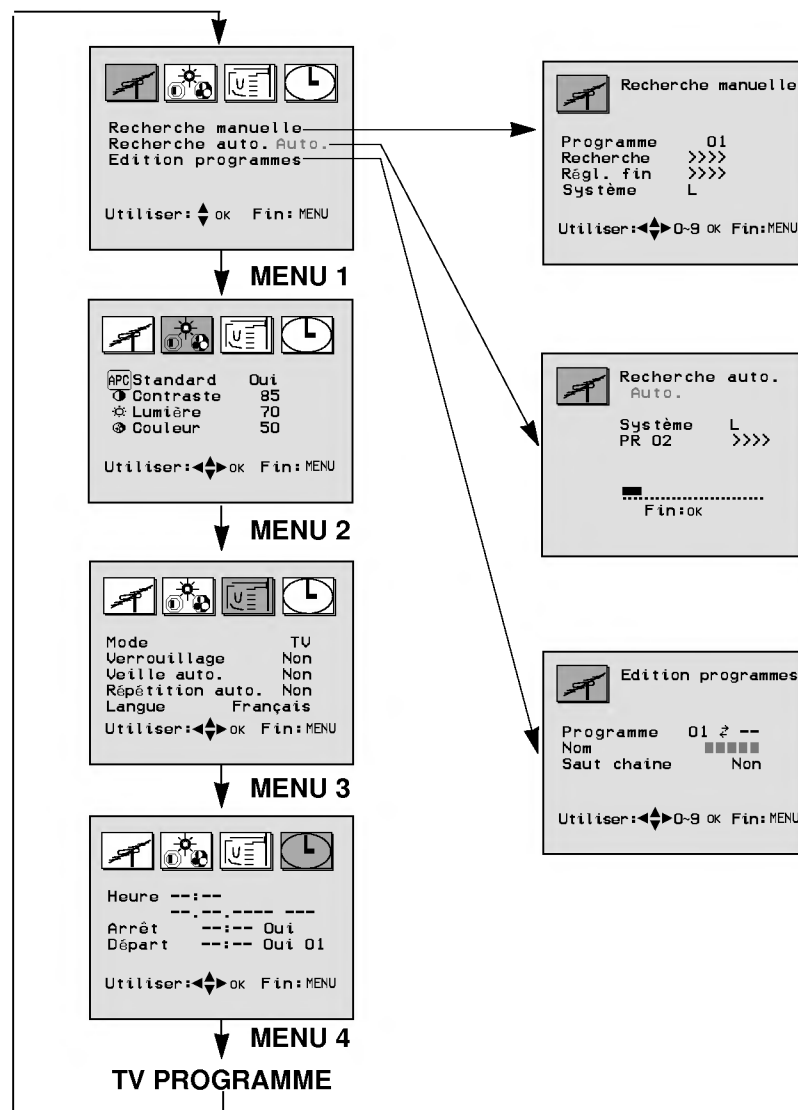 Recherche manuelle
Recherche auto. Auto.
Edition programmes
Utiliser: OK Fin: MENU
MENU 1
APC Standard Oui
Contraste 85
Lumière 70
Couleur 50
Utiliser: OK Fin: MENU
MENU 2
Mode TV
Verrouillage Non
Veille auto. Non
Répétition auto. Non
Langue Français
Utiliser: OK Fin: MENU
MENU 3
Heure --:--
--.--.---- ---
Arrêt --:-- Oui
Départ --:-- Oui 01
Utiliser: OK Fin: MENU
MENU 4
TV PROGRAMME
Recherche manuelle
Programme 01
Recherche >>>>
Régl. fin >>>>
Système L
Utiliser: 0~9 OK Fin: MENU
Recherche auto.
Auto.
Système L
PR 02 >>>>
Fin: OK
Edition programmes
Programme 01 ⇄ --
Nom
Saut chaine Non
Utiliser: 0~9 OK Fin: MENU